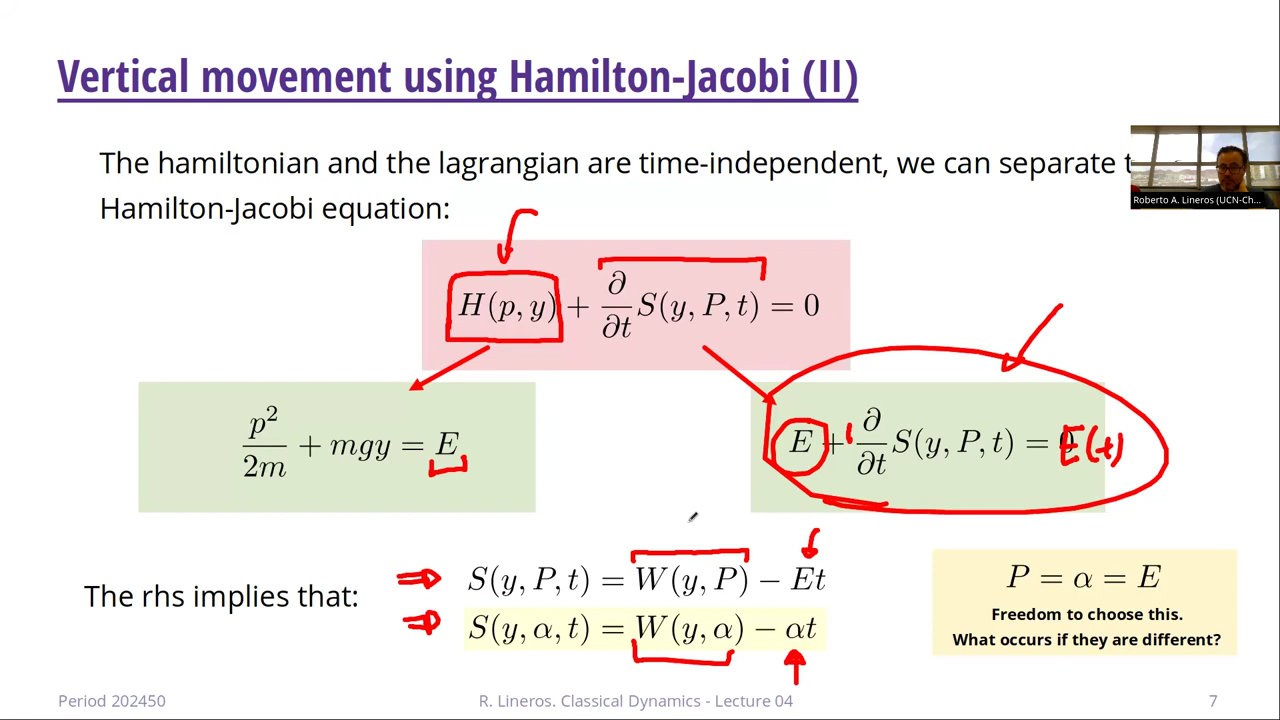 Vertical movement using Hamilton-Jacobi (II)
The hamiltonian and the lagrangian are time-independent, we can separate t
Hamilton-Jacobi equation:
Roberto A. Lineros (UCN-Ch...
H(p, y) + ∂/∂t S(y, P, t) = 0
p²/2m + mgy = E
E + ∂/∂t S(y, P, t) = E(t)
The rhs implies that:
⇒ S(y, P, t) = W(y, P) − Et
⇒ S(y, α, t) = W(y, α) − αt
P = α = E
Freedom to choose this.
What occurs if they are different?
Period 202450
R. Lineros. Classical Dynamics - Lecture 04
7